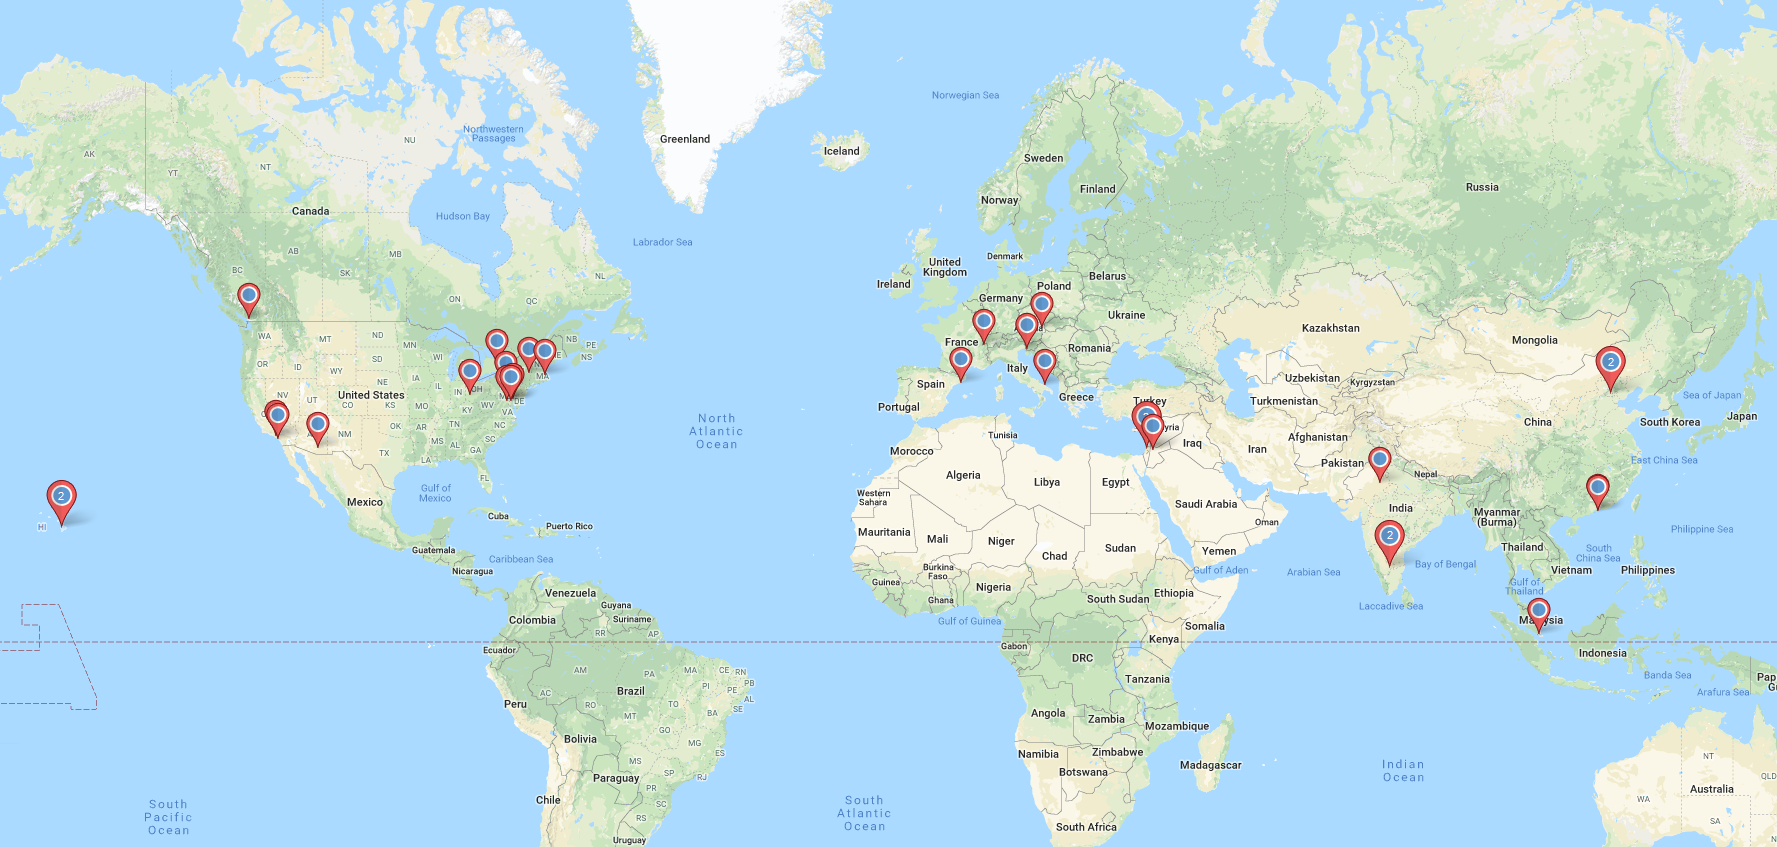 Norwegian Sea
Greenland
Northwestern
Passages
NU
AK
NT
YT
Iceland
Sweden
Finland
Norway
Russia
Canada
Hudson Bay
Labrador Sea
AB
MB
BC
SK
NL
ON
QC
United
Kingdom
Denmark
Ireland
Belarus
Poland
Germany
Ukraine
Kazakhstan
Mongolia
WA
MT
ND
NB
PE
NS
OR
ID
SD
WI
WY
France
Romania
Italy
Spain
Portugal
Greece
Turkey
Uzbekistan
Kyrgyzstan
Turkmenistan
2
Sea of Japan
South Korea
Japan
China
NV
UT
United States
NE
CO
KS
MO
IN
OH
KY
WV
VA
DE
MA
TN
NC
SC
OK
AR
NM
MS
AL
GA
TX
LA
FL
North
Atlantic
Ocean
Tunisia
yria
Iraq
Iran
Afghanistan
Pakistan
Nepal
East China Sea
Morocco
Algeria
Libya
Egypt
Western
Sahara
Saudi Arabia
Oman
India
Myanmar
(Burma)
Philippine Sea
2
HI
Mexico
Gulf of
Mexico
Cuba
Puerto Rico
Guatemala
Caribbean Sea
Nicaragua
Mauritania
Mali
Niger
Chad
Sudan
Yemen
Gulf of Aden
Arabian Sea
2
Bay of Bengal
Thailand
South
China Sea
Vietnam
Philippines
Gulf of
Thailand
Laccadive Sea
Burkina
Faso
Guinea
Ghana
Nigeria
South Sudan
Ethiopia
Somalia
Gulf of Guinea
Venezuela
Guyana
Suriname
Colombia
RR
AP
Ecuador
Gabon
DRC
Kenya
Tanzania
Ma
ysia
Indonesia
Banda Sea
Arafura Sea
Pap
Gu
AM
PA
MA
CE
RN
PB
PE
SE
PI
AC
RO
TO
BA
MT
Brazil
Peru
Bolivia
GO
MG
ES
MS
SP
RJ
Paraguay
PR
SC
RS
Chile
Uruguay
Angola
Zambia
Mozambique
Namibia
Zimbabwe
Botswana
Madagascar
South Africa
South
Pacific
Ocean
South
Atlantic
Ocean
Indian
Ocean
NT
QLD
Australia
WA
SA